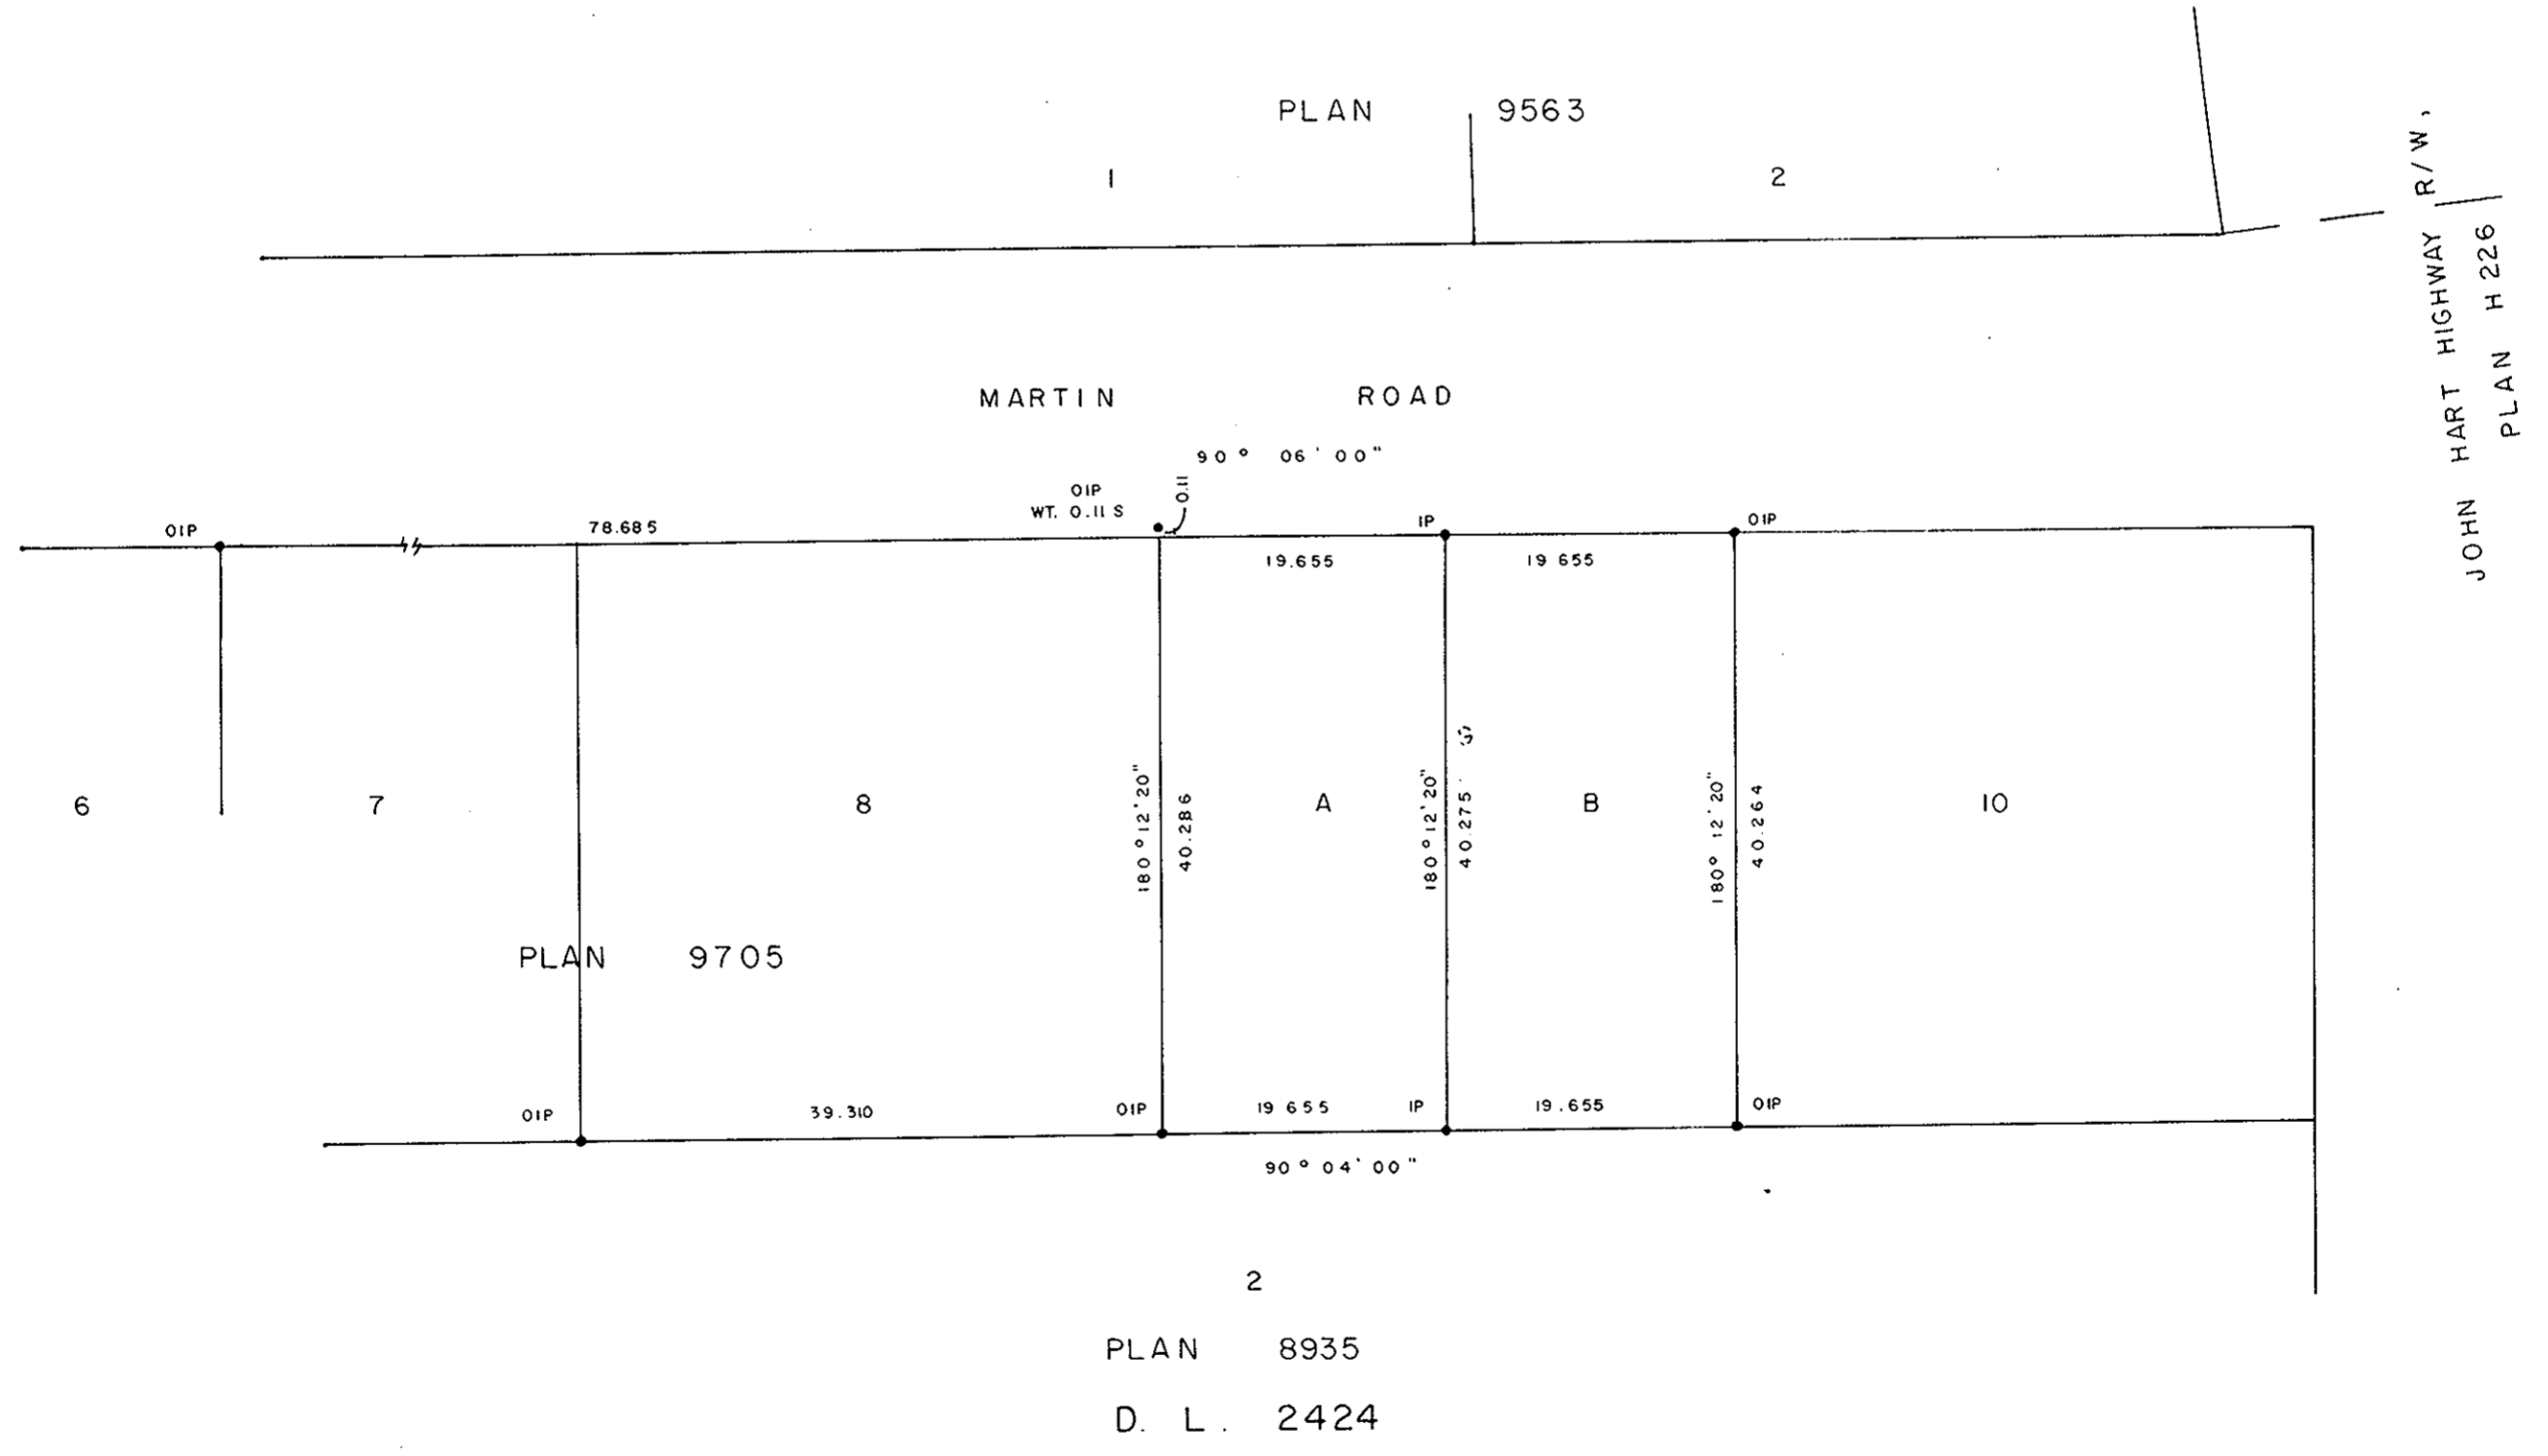 PLAN 9563
1 2
JOHN HART HIGHWAY R/W,
PLAN H 226
MARTIN ROAD
90° 06' 00"
OIP
WT. 0.11 S
0.11
OIP
78.685
IP
OIP
19.655
19 655
180° 12' 20"
40.286
180° 12' 20"
40.275
180° 12' 20"
40.264
6 7 8 A B 10
PLAN 9705
OIP
39.310
OIP
19 655
IP
19.655
OIP
90° 04' 00"
2
PLAN 8935
D. L. 2424